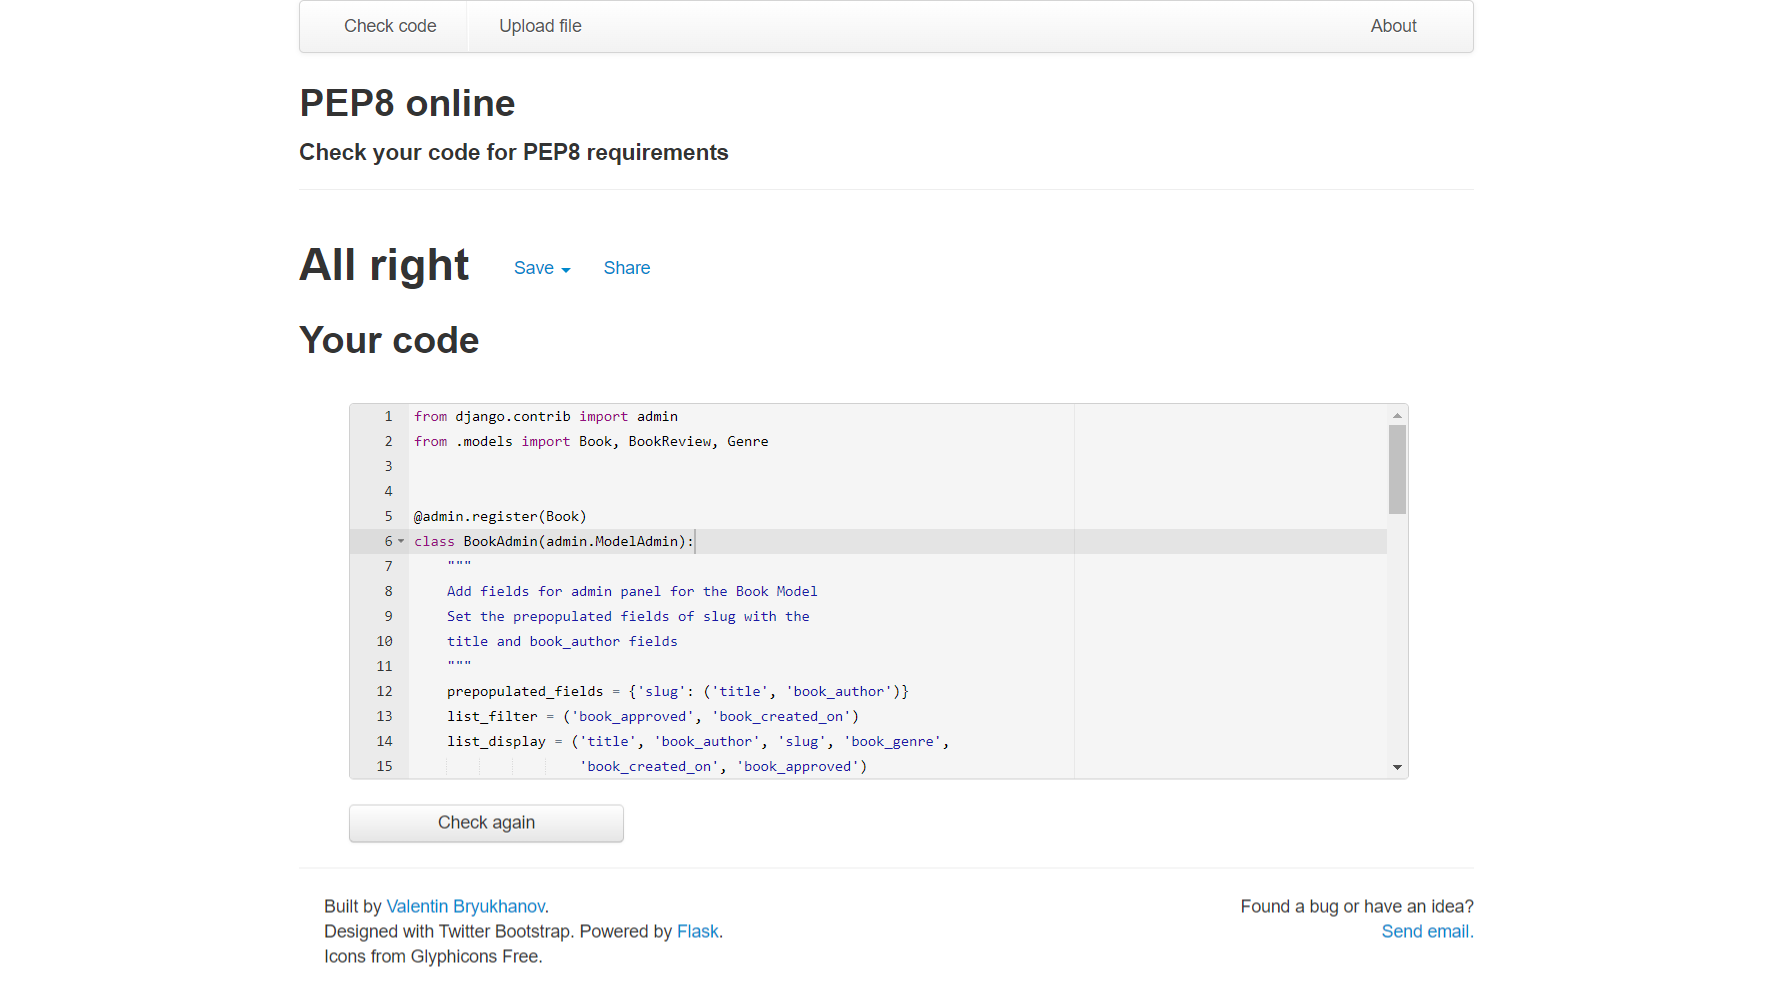 Check code Upload file About
PEP8 online
Check your code for PEP8 requirements
All right Save Share
Your code
1 from django.contrib import admin
2 from .models import Book, BookReview, Genre
3
4
5 @admin.register(Book)
6 class BookAdmin(admin.ModelAdmin):
7 """
8 Add fields for admin panel for the Book Model
9 Set the prepopulated fields of slug with the
10 title and book_author fields
11 """
12 prepopulated_fields = {'slug': ('title', 'book_author')}
13 list_filter = ('book_approved', 'book_created_on')
14 list_display = ('title', 'book_author', 'slug', 'book_genre',
15 'book_created_on', 'book_approved')
Check again
Built by Valentin Bryukhanov.
Designed with Twitter Bootstrap. Powered by Flask.
Icons from Glyphicons Free.
Found a bug or have an idea?
Send email.